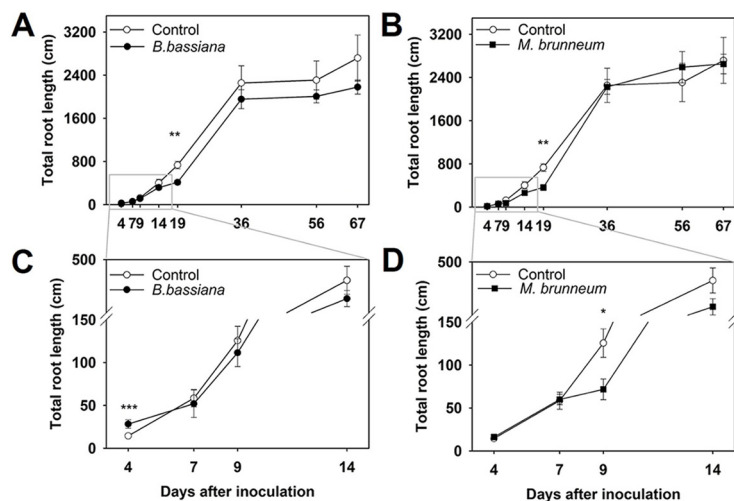 A
Control
B.bassiana
Total root length (cm)
2400
1600
800
0
**
4 79 14 19 36 56 67
B
Control
M. brunneum
Total root length (cm)
3200
2400
1600
800
0
**
4 79 14 19 36 56 67
C
Control
B.bassiana
Total root length (cm)
500
150
100
50
0
***
4 7 9 14
Days after inoculation
D
Control
M. brunneum
Total root length (cm)
500
150
100
50
0
*
4 7 9 14
Days after inoculation